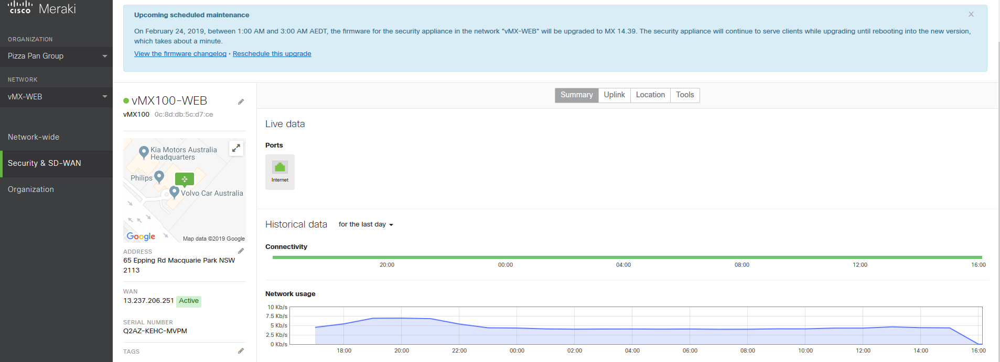 cisco Meraki
ORGANIZATION
Pizza Pan Group
NETWORK
vMX-WEB
Network-wide
Security & SD-WAN
Organization
Upcoming scheduled maintenance
On February 24, 2019, between 1:00 AM and 3:00 AM AEDT, the firmware for the security appliance in the network "vMX-WEB" will be upgraded to MX 14.39. The security appliance will continue to serve clients while upgrading until rebooting into the new version,
which takes about a minute.
View the firmware changelog · Reschedule this upgrade
vMX100-WEB
vMX100 0c:8d:db:5c:d7:ce
Kia Motors Australia
Headquarters
Philips
Volvo Car Australia
Google
Map data ©2019 Google
ADDRESS
65 Epping Rd Macquarie Park NSW
2113
WAN
13.237.206.251 Active
SERIAL NUMBER
Q2AZ-KEHC-MVPM
TAGS
Summary Uplink Location Tools
Live data
Ports
Internet
Historical data for the last day
Connectivity
20:00 00:00 04:00 08:00 12:00 16:00
Network usage
10 Kb/s
7.5 Kb/s
5 Kb/s
2.5 Kb/s
0 Kb/s
18:00 20:00 22:00 00:00 02:00 04:00 06:00 08:00 10:00 12:00 14:00 16:00